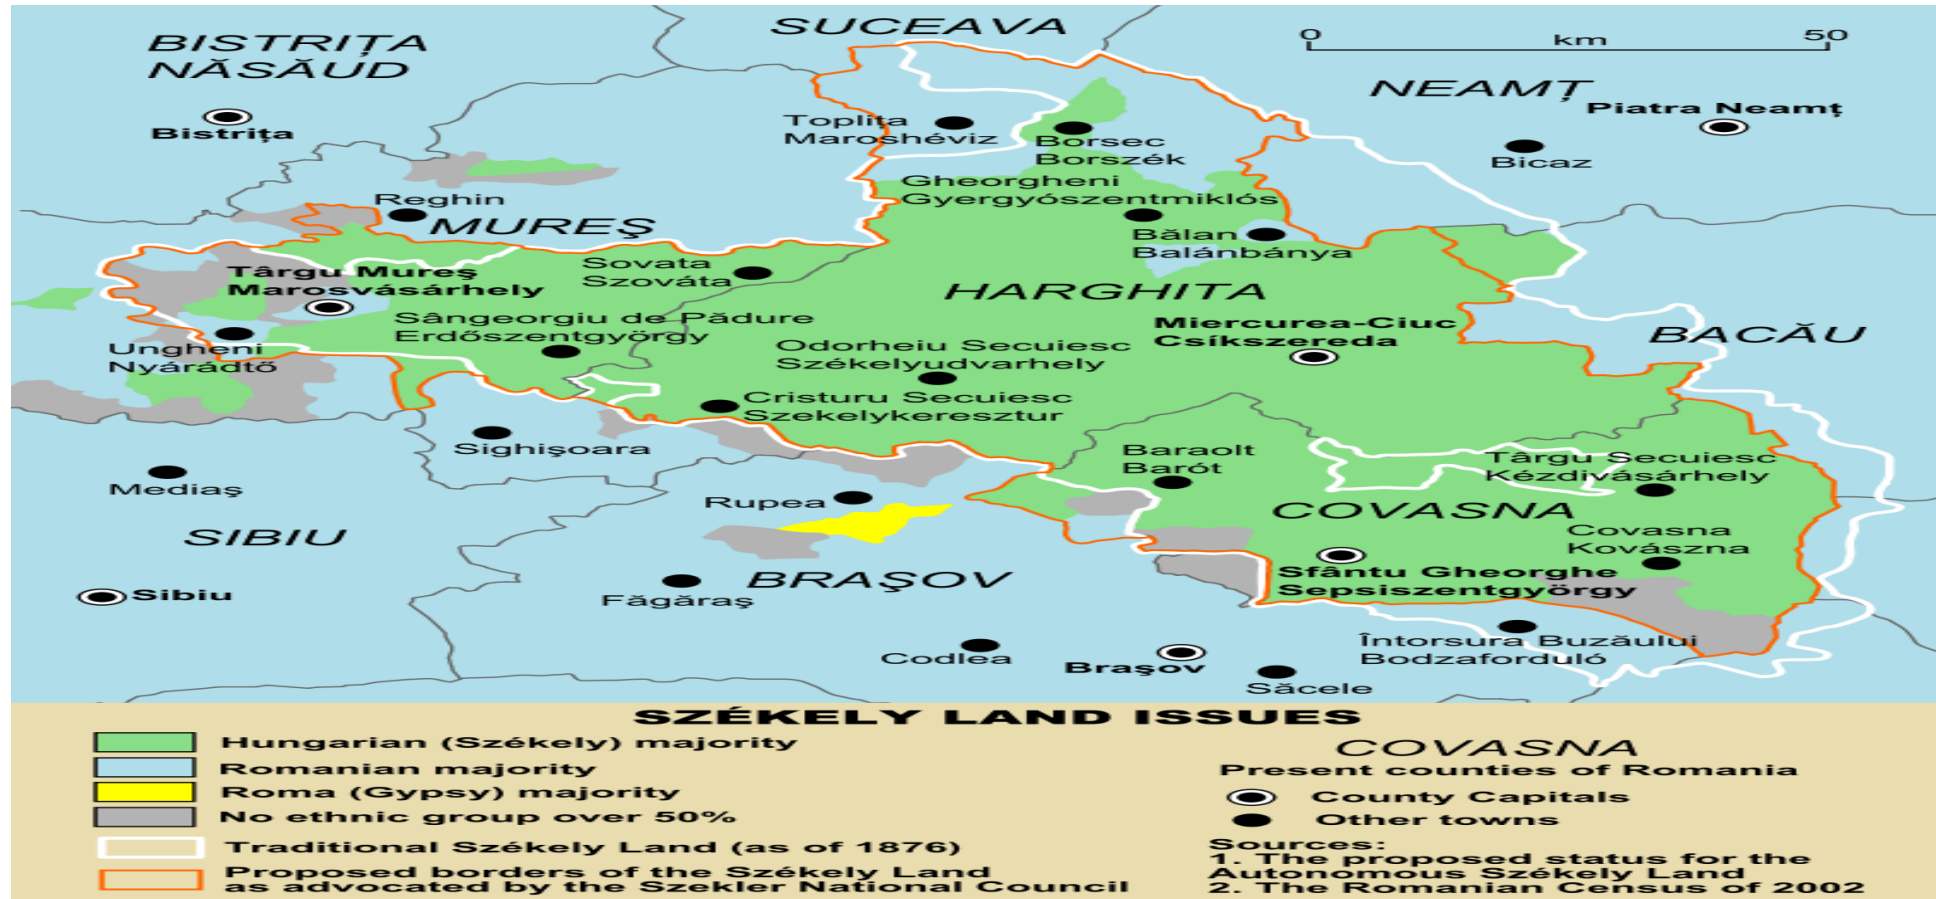 SUCEAVA
BISTRIȚA
NĂSĂUD
0
50
km
NEAMȚ
Piatra Neamț
Bistrița
Toplița
Maroshéviz
Borsec
Borszék
Bicaz
Gheorgheni
Gyergyószentmiklós
Reghin
MUREȘ
Bălan
Balánbánya
Târgu Mureș
Marosvásárhely
Sovata
Szováta
HARGHITA
Sângeorgiu de Pădure
Erdőszentgyörgy
Miercurea-Ciuc
Csíkszereda
BACĂU
Ungheni
Nyárádtő
Odorheiu Secuiesc
Székelyudvarhely
Cristuru Secuiesc
Szekelykeresztur
Sighișoara
Baraolt
Barót
Târgu Secuiesc
Kézdivásárhely
Mediaș
Rupea
COVASNA
SIBIU
Covasna
Kovászna
BRAȘOV
Sfântu Gheorghe
Sepsiszentgyörgy
Sibiu
Făgăraș
Codlea
Brașov
Întorsura Buzăului
Bodzaforduló
Săcele
SZÉKELY LAND ISSUES
Hungarian (Székely) majority
Romanian majority
Roma (Gypsy) majority
No ethnic group over 50%
Traditional Székely Land (as of 1876)
Proposed borders of the Székely Land
as advocated by the Szekler National Council
COVASNA
Present counties of Romania
County Capitals
Other towns
Sources:
1. The proposed status for the
Autonomous Székely Land
2. The Romanian Census of 2002